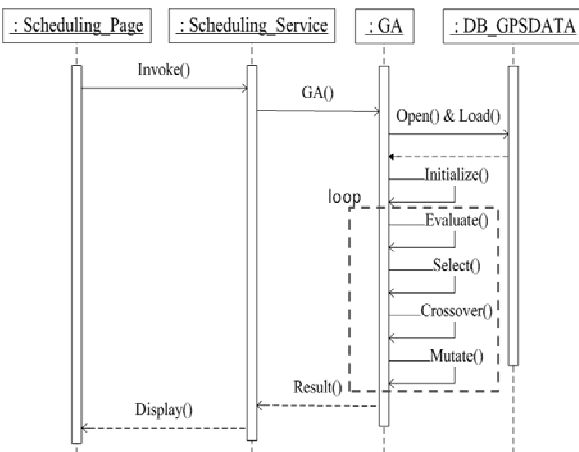 : Scheduling_Page
: Scheduling_Service
: GA
: DB_GPSDATA
Invoke()
GA()
Open() & Load()
Initialize()
loop
Evaluate()
Select()
Crossover()
Mutate()
Result()
Display()